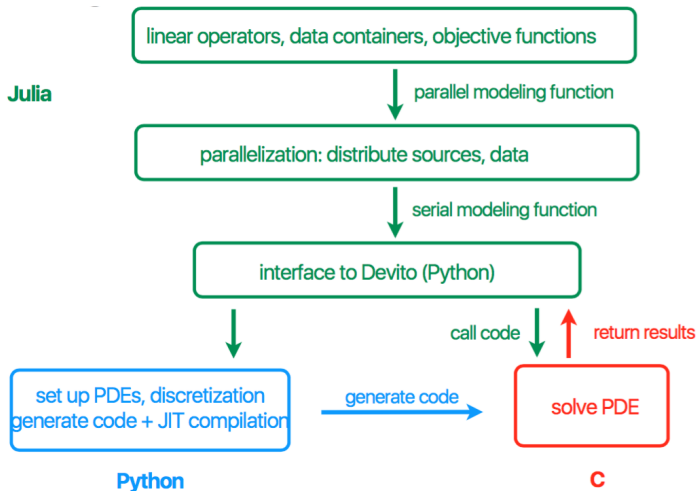 linear operators, data containers, objective functions
Julia
parallel modeling function
parallelization: distribute sources, data
serial modeling function
interface to Devito (Python)
call code
return results
set up PDEs, discretization
generate code + JIT compilation
generate code
solve PDE
Python
C